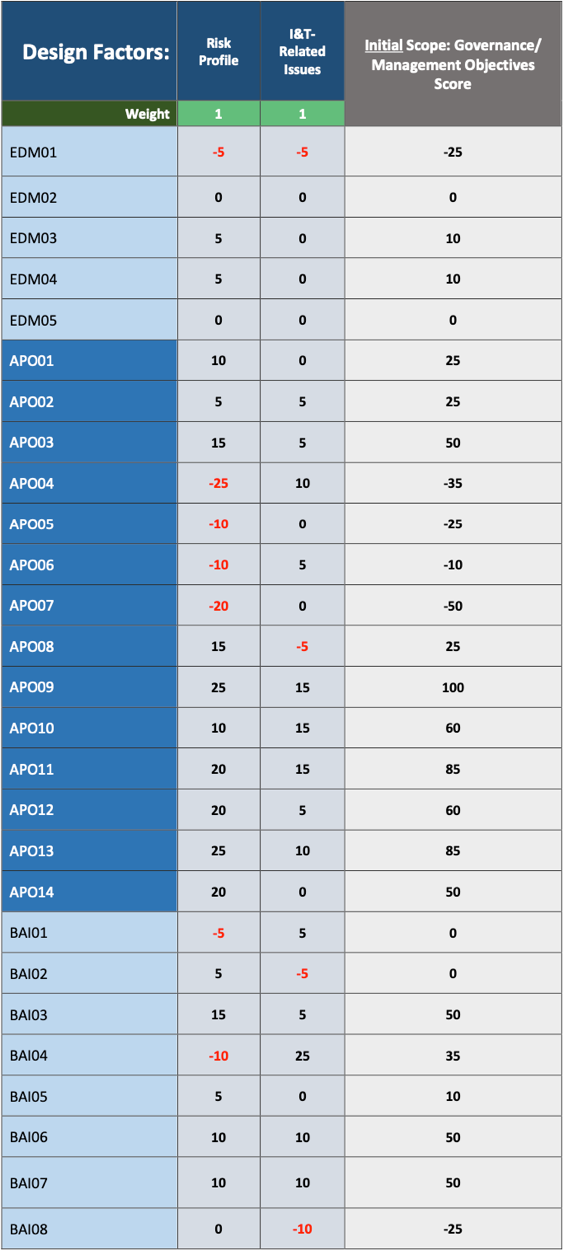 Design Factors: Risk Profile I&T-Related Issues Initial Scope: Governance/ Management Objectives Score
Weight 1 1
EDM01 -5 -5 -25
EDM02 0 0 0
EDM03 5 0 10
EDM04 5 0 10
EDM05 0 0 0
APO01 10 0 25
APO02 5 5 25
APO03 15 5 50
APO04 -25 10 -35
APO05 -10 0 -25
APO06 -10 5 -10
APO07 -20 0 -50
APO08 15 -5 25
APO09 25 15 100
APO10 10 15 60
APO11 20 15 85
APO12 20 5 60
APO13 25 10 85
APO14 20 0 50
BAI01 -5 5 0
BAI02 5 -5 0
BAI03 15 5 50
BAI04 -10 25 35
BAI05 5 0 10
BAI06 10 10 50
BAI07 10 10 50
BAI08 0 -10 -25